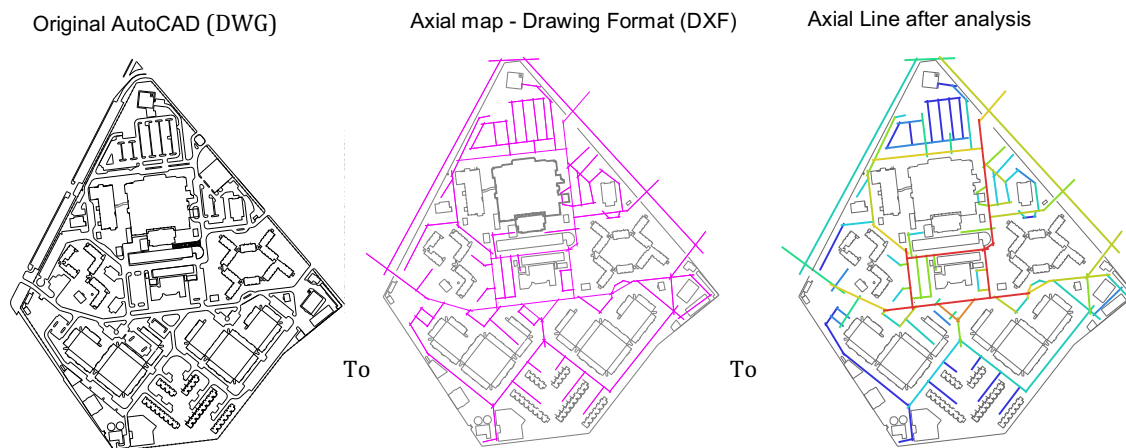 Original AutoCAD (DWG)
Axial map - Drawing Format (DXF)
Axial Line after analysis
To
To